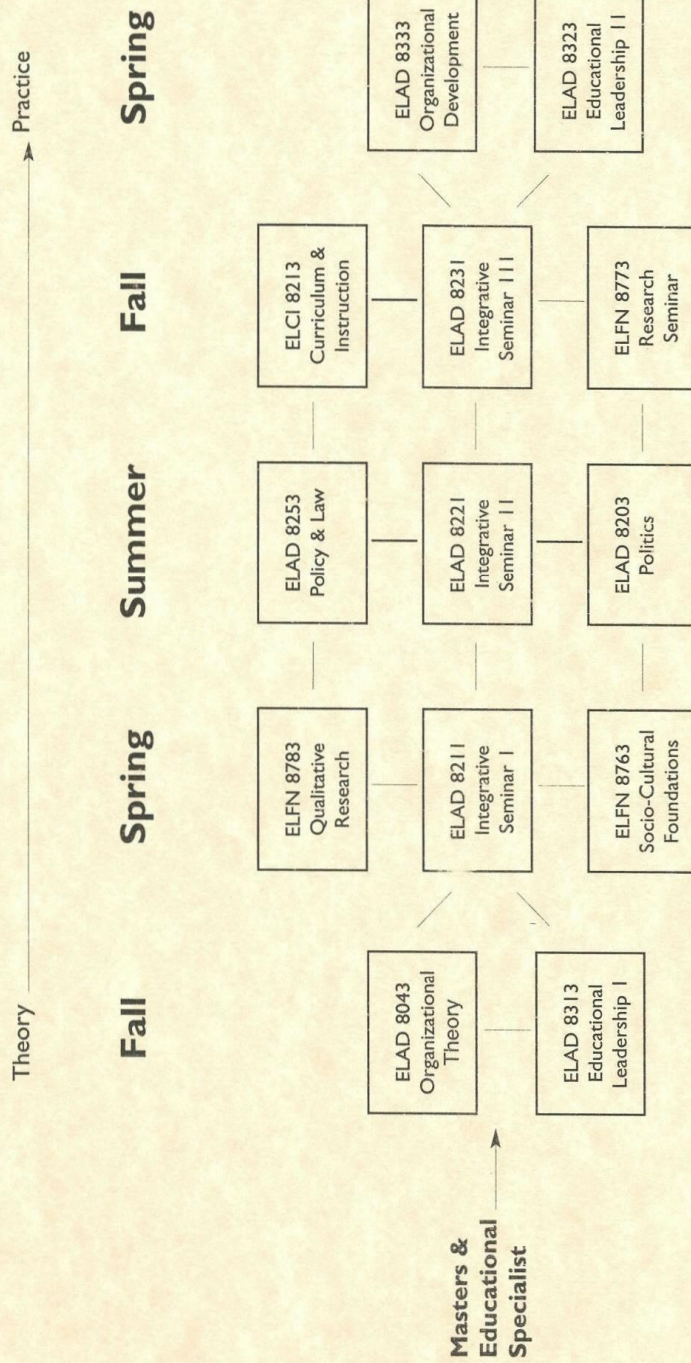 Theory
Practice
Fall
Spring
Summer
Fall
Spring
Masters &
Educational
Specialist
ELAD 8043
Organizational
Theory
ELAD 8313
Educational
Leadership I
ELFN 8783
Qualitative
Research
ELAD 8211
Integrative
Seminar I
ELFN 8763
Socio-Cultural
Foundations
ELAD 8253
Policy & Law
ELAD 8221
Integrative
Seminar II
ELAD 8203
Politics
ELCI 8213
Curriculum &
Instruction
ELAD 8231
Integrative
Seminar III
ELFN 8773
Research
Seminar
ELAD 8333
Organizational
Development
ELAD 8323
Educational
Leadership II